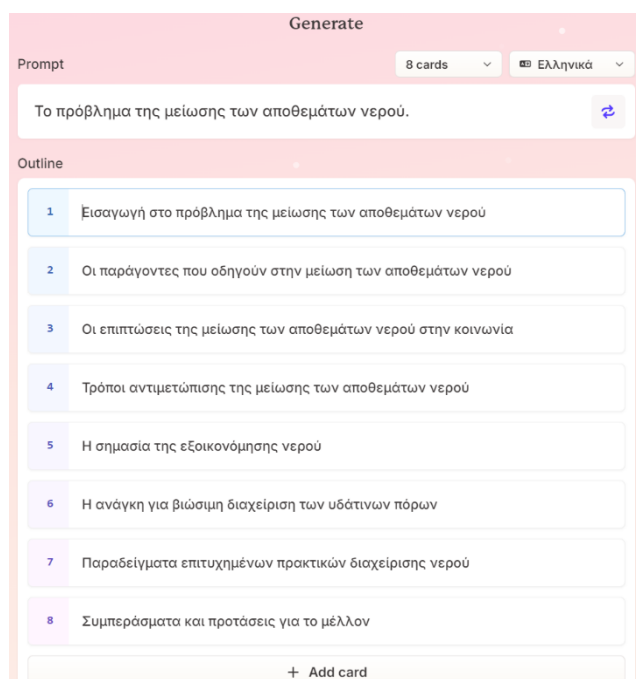 Generate
Prompt
8 cards
Ελληνικά
Το πρόβλημα της μείωσης των αποθεμάτων νερού.
Outline
1 Εισαγωγή στο πρόβλημα της μείωσης των αποθεμάτων νερού
2 Οι παράγοντες που οδηγούν στην μείωση των αποθεμάτων νερού
3 Οι επιπτώσεις της μείωσης των αποθεμάτων νερού στην κοινωνία
4 Τρόποι αντιμετώπισης της μείωσης των αποθεμάτων νερού
5 Η σημασία της εξοικονόμησης νερού
6 Η ανάγκη για βιώσιμη διαχείριση των υδάτινων πόρων
7 Παραδείγματα επιτυχημένων πρακτικών διαχείρισης νερού
8 Συμπεράσματα και προτάσεις για το μέλλον
+ Add card